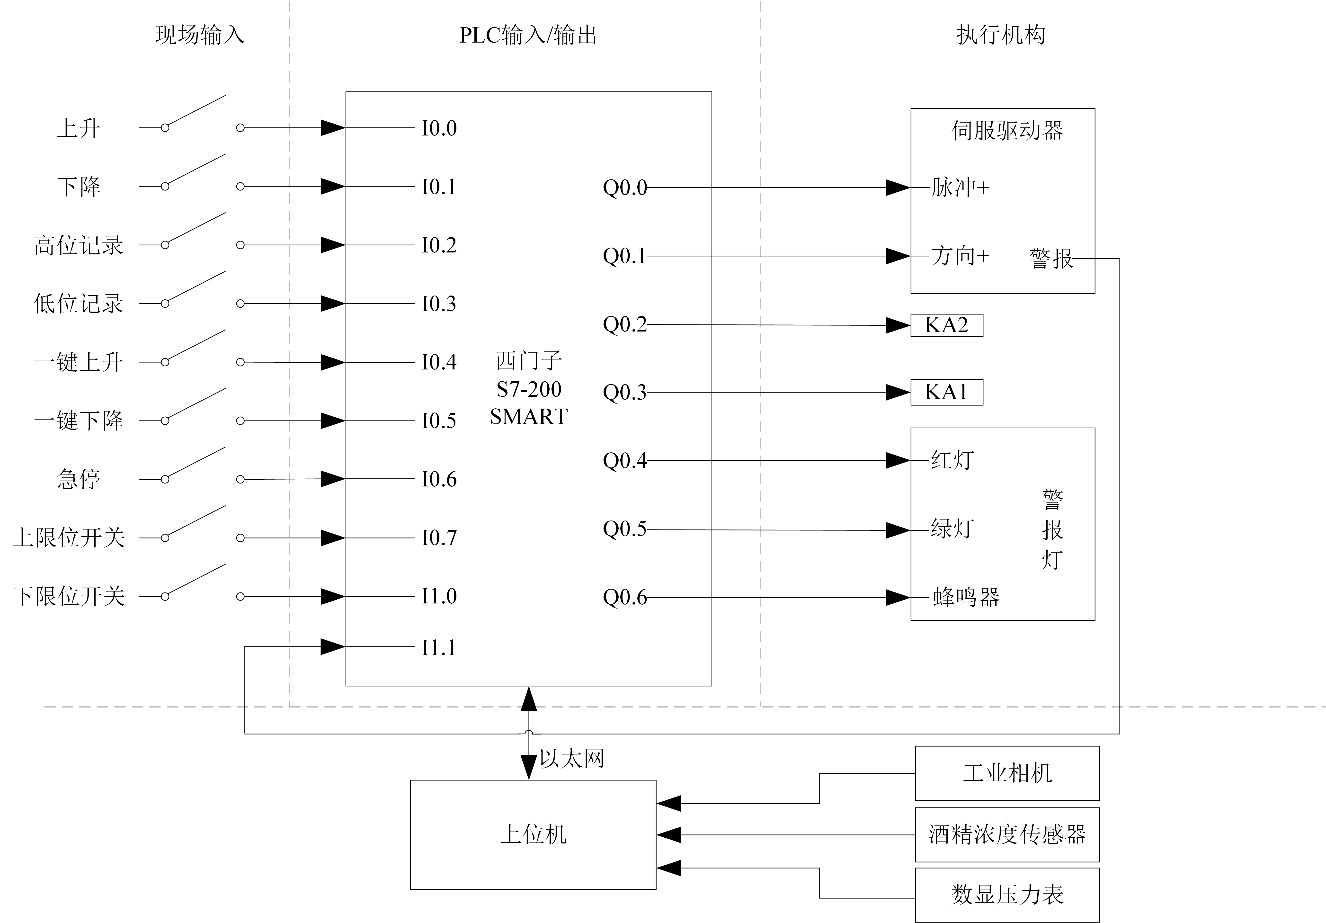 现场输入
PLC输入/输出
执行机构
上升
下降
高位记录
低位记录
一键上升
一键下降
急停
上限位开关
下限位开关
I0.0
I0.1
I0.2
I0.3
I0.4
I0.5
I0.6
I0.7
I1.0
I1.1
西门子
S7-200
SMART
Q0.0
Q0.1
Q0.2
Q0.3
Q0.4
Q0.5
Q0.6
伺服驱动器
脉冲+
方向+
警报
KA2
KA1
红灯
绿灯
蜂鸣器
警报灯
以太网
上位机
工业相机
酒精浓度传感器
数显压力表